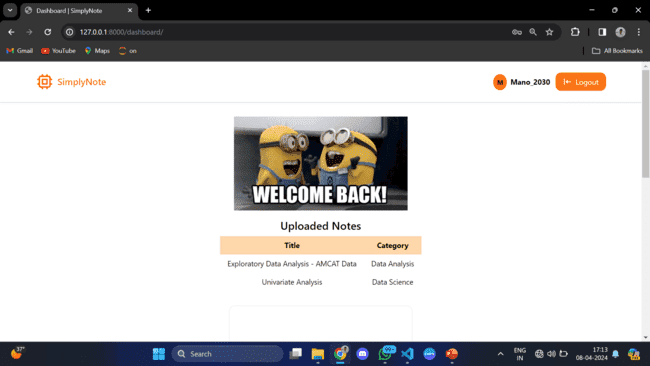 Dashboard | SimplyNote
127.0.0.1:8000/dashboard/
Gmail YouTube Maps on All Bookmarks
SimplyNote M Mano_2030 Logout
WELCOME BACK!
Uploaded Notes
Title Category
Exploratory Data Analysis - AMCAT Data Data Analysis
Univariate Analysis Data Science
37° Search ENG 17:13
IN 08-04-2024